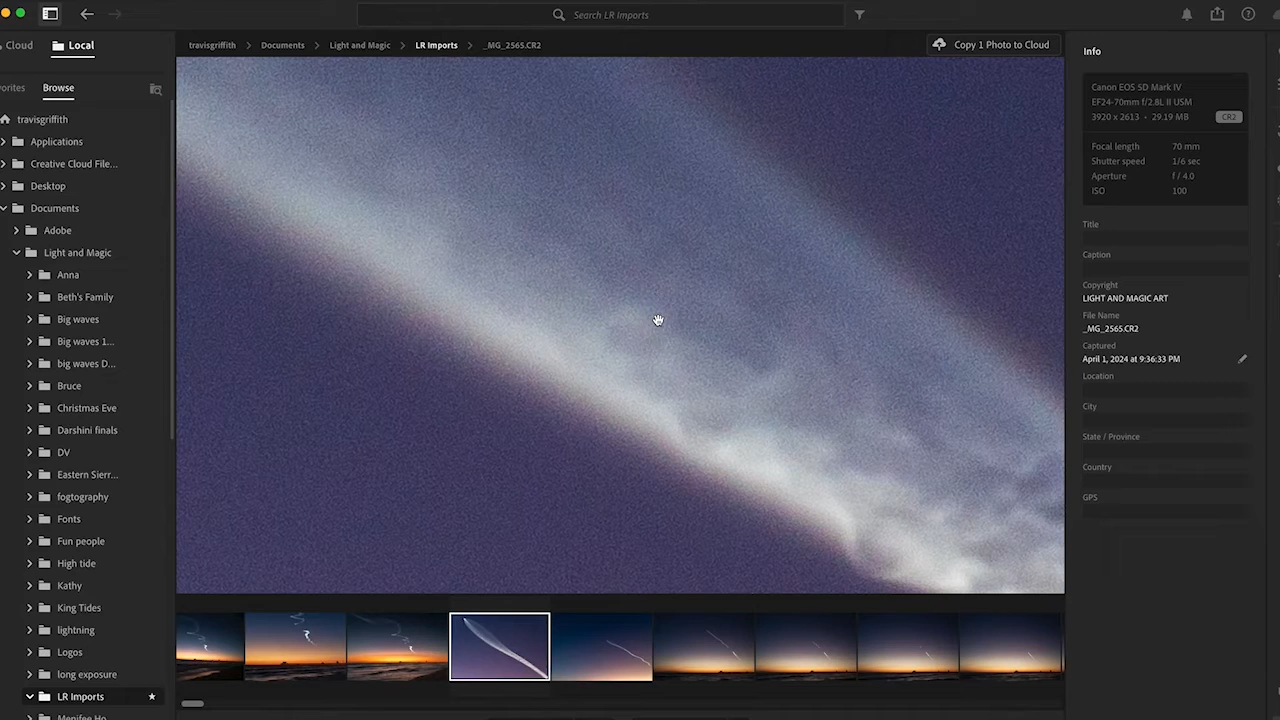 Search LR Imports
Cloud
Local
travisgriffith
Documents
Light and Magic
LR Imports
_MG_2565.CR2
Copy 1 Photo to Cloud
Browse
travisgriffith
Applications
Creative Cloud File...
Desktop
Documents
Adobe
Light and Magic
Anna
Beth's Family
Big waves
Big waves 1...
big waves D...
Bruce
Christmas Eve
Darshini finals
DV
Eastern Sierr...
fogtography
Fonts
Fun people
High tide
Kathy
King Tides
lightning
Logos
long exposure
LR Imports
Info
Canon EOS 5D Mark IV
EF24-70mm f/2.8L II USM
3920 x 2613 • 29.19 MB CR2
Focal length 70 mm
Shutter speed 1/6 sec
Aperture f / 4.0
ISO 100
Title
Caption
Copyright
LIGHT AND MAGIC ART
File Name
_MG_2565.CR2
Captured
April 1, 2024 at 9:36:33 PM
Location
City
State / Province
Country
GPS